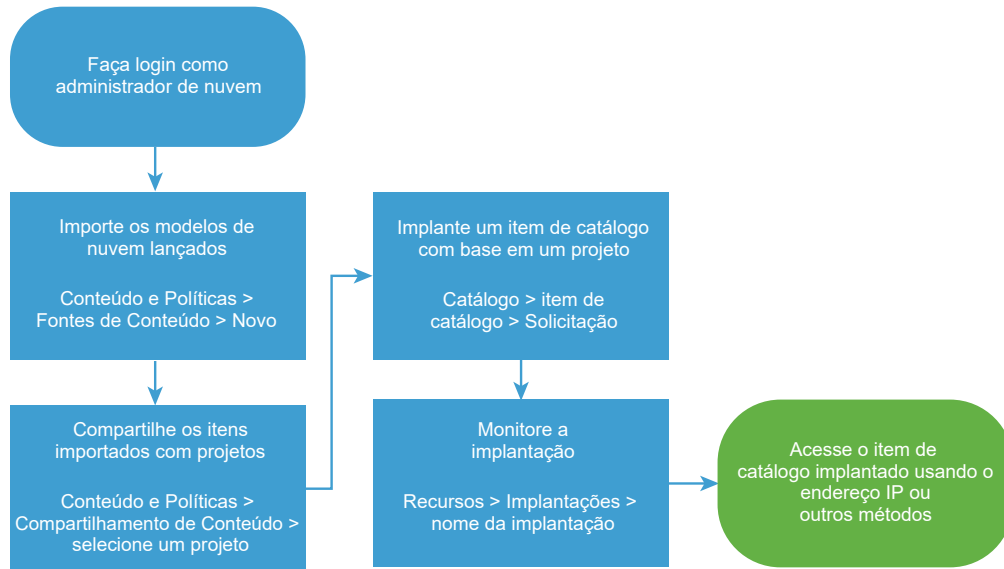 Faça login como
administrador de nuvem
Importe os modelos de
nuvem lançados
Conteúdo e Políticas >
Fontes de Conteúdo > Novo
Compartilhe os itens
importados com projetos
Conteúdo e Políticas >
Compartilhamento de Conteúdo >
selecione um projeto
Implante um item de catálogo
com base em um projeto
Catálogo > item de
catálogo > Solicitação
Monitore a
implantação
Recursos > Implantações >
nome da implantação
Acesse o item de
catálogo implantado usando o
endereço IP ou
outros métodos